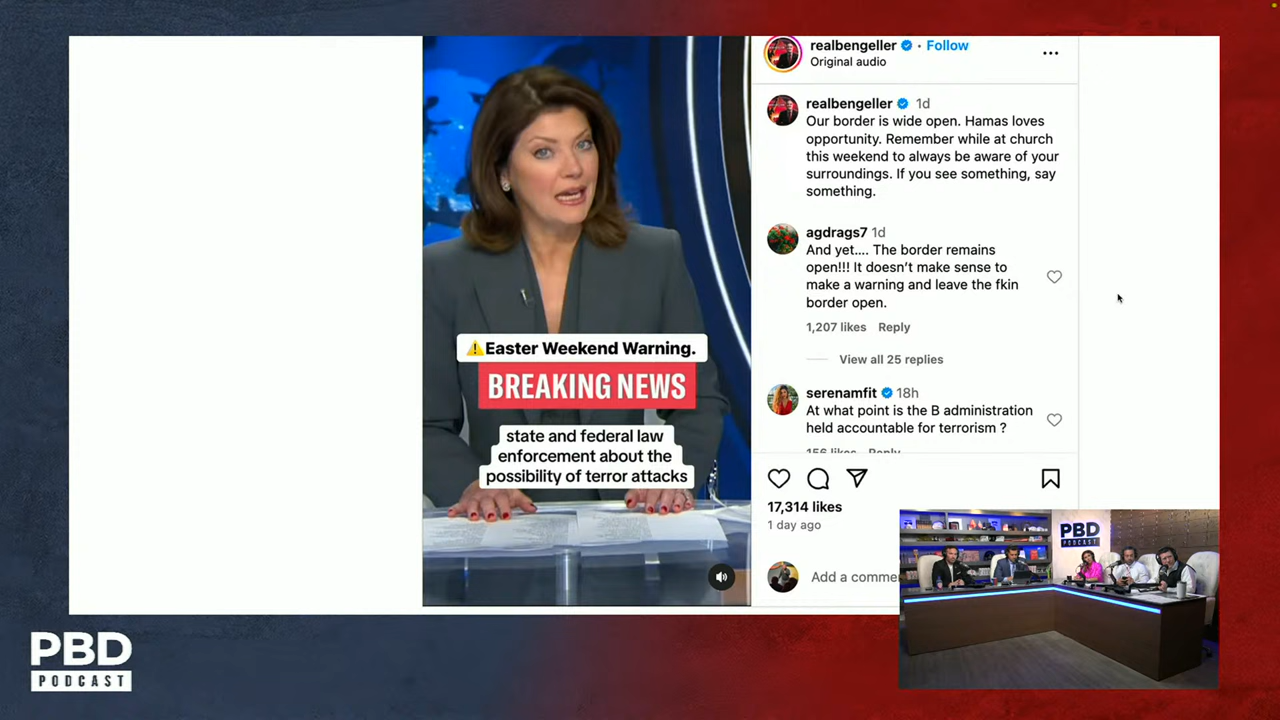 realbengeller · Follow
Original audio
realbengeller 1d
Our border is wide open. Hamas loves
opportunity. Remember while at church
this weekend to always be aware of your
surroundings. If you see something, say
something.
agdrags7 1d
And yet.... The border remains
open!!! It doesn't make sense to
make a warning and leave the fkin
border open.
1,207 likes Reply
View all 25 replies
serenamfit 18h
At what point is the B administration
held accountable for terrorism ?
156 likes Reply
17,314 likes
1 day ago
Add a comme
⚠️Easter Weekend Warning.
BREAKING NEWS
state and federal law
enforcement about the
possibility of terror attacks
PBD
PODCAST
PBD
PODCAST